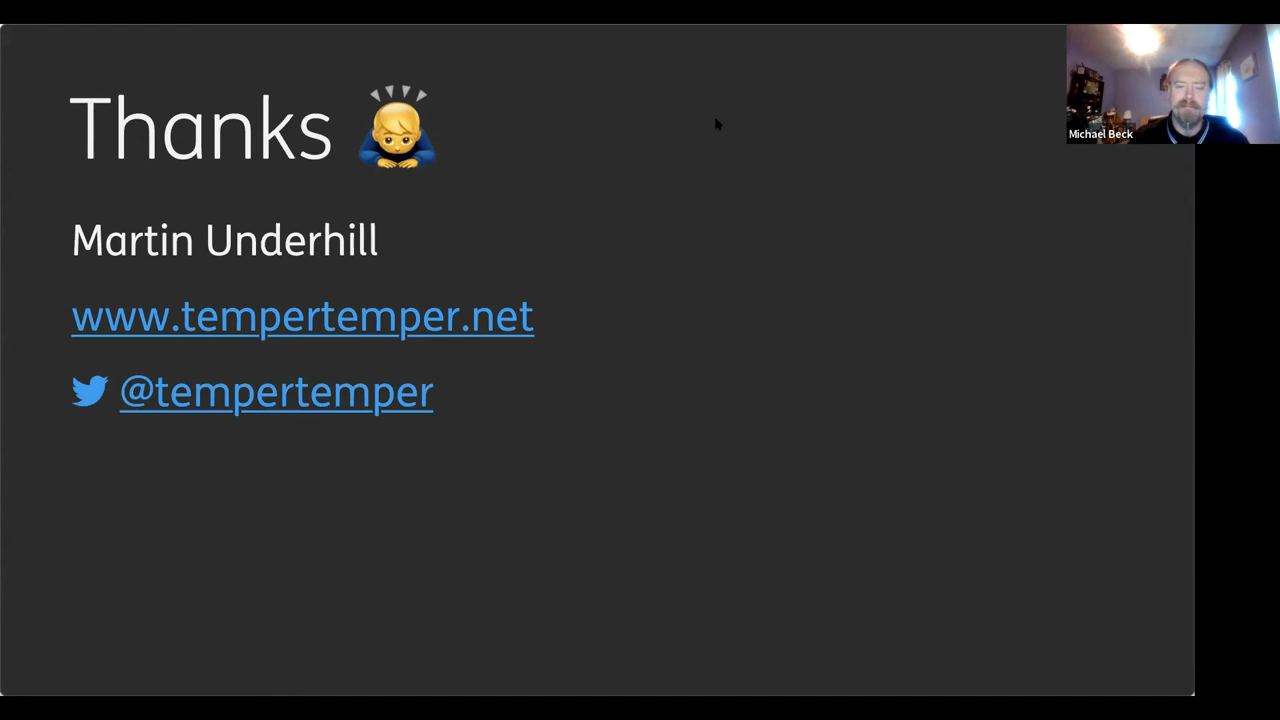 Thanks 🙇
Martin Underhill
www.tempertemper.net
@tempertemper
Michael Beck